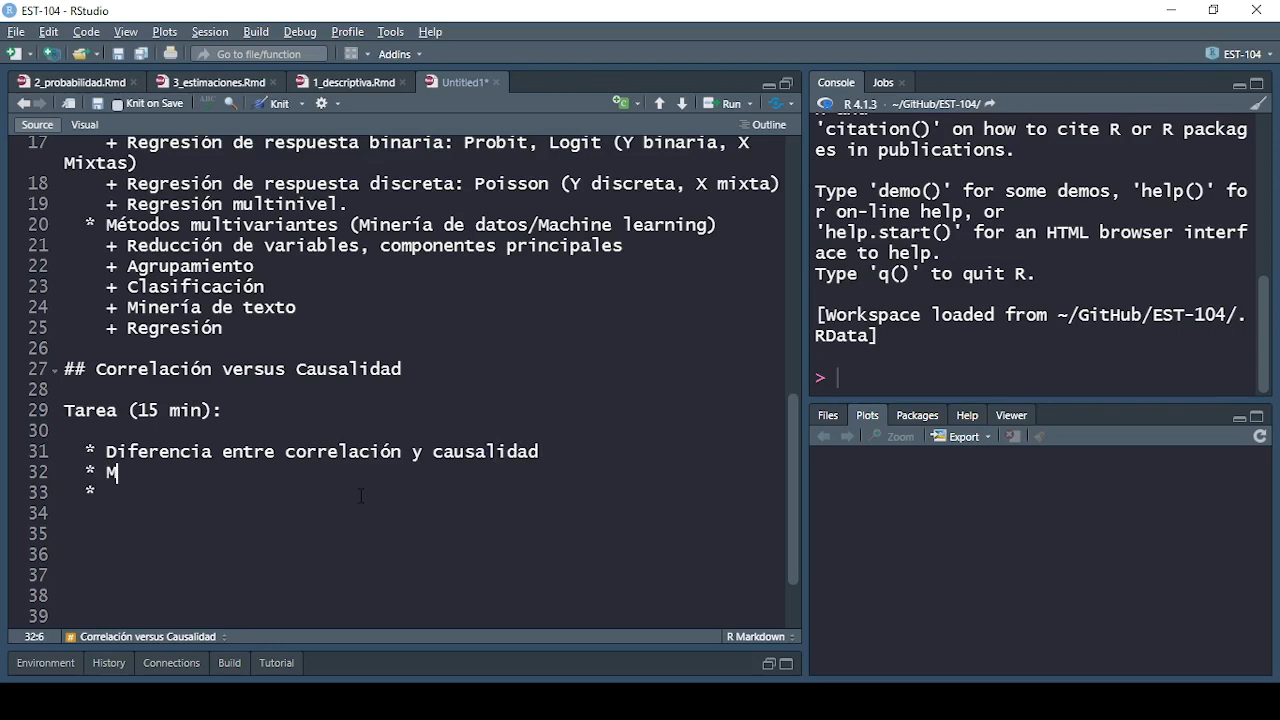 EST-104 - RStudio
File Edit Code View Plots Session Build Debug Profile Tools Help
Go to file/function Addins EST-104
2_probabilidad.Rmd 3_estimaciones.Rmd 1_descriptiva.Rmd Untitled1*
Knit on Save ABC Knit Run
Source Visual Outline
17 + Regresión de respuesta binaria: Probit, Logit (Y binaria, X
Mixtas)
18 + Regresión de respuesta discreta: Poisson (Y discreta, X mixta)
19 + Regresión multinivel.
20 * Métodos multivariantes (Minería de datos/Machine learning)
21 + Reducción de variables, componentes principales
22 + Agrupamiento
23 + Clasificación
24 + Minería de texto
25 + Regresión
26
27 ## Correlación versus Causalidad
28
29 Tarea (15 min):
30
31 * Diferencia entre correlación y causalidad
32 * M
33 *
34
35
36
37
38
39
32:6 # Correlación versus Causalidad R Markdown
Environment History Connections Build Tutorial
Console Jobs
R 4.1.3 · ~/GitHub/EST-104/
'citation()' on how to cite R or R packag
es in publications.
Type 'demo()' for some demos, 'help()' fo
r on-line help, or
'help.start()' for an HTML browser interf
ace to help.
Type 'q()' to quit R.
[Workspace loaded from ~/GitHub/EST-104/.
RData]
>
Files Plots Packages Help Viewer
Zoom Export